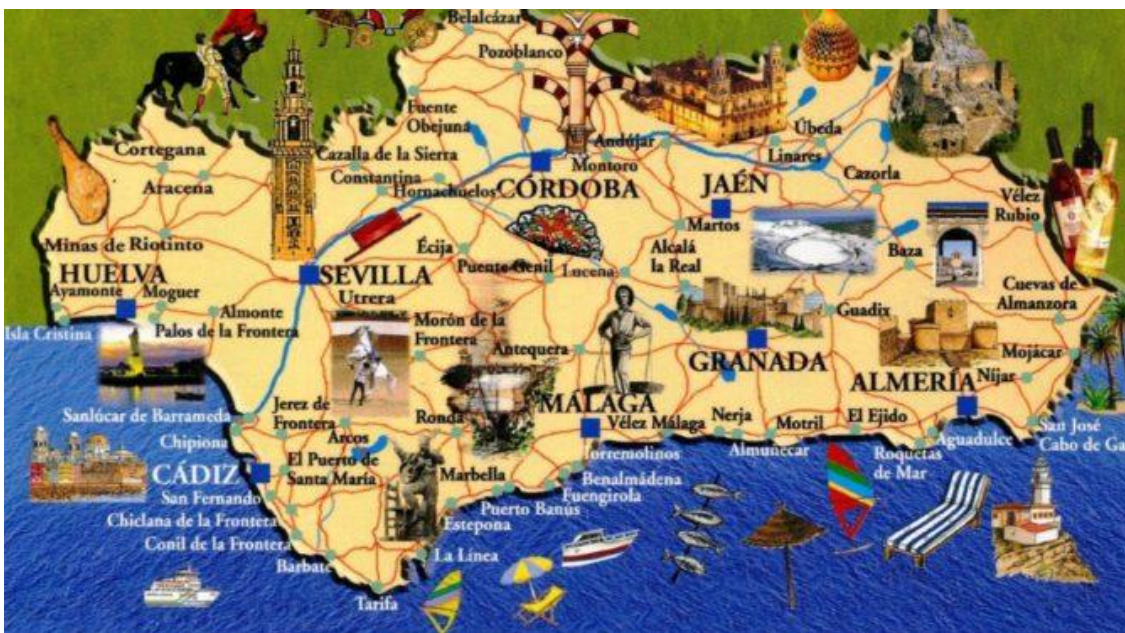 Belalcázar
Pozoblanco
Fuente
Obejuna
Cortegana
Cazalla de la Sierra
Andújar
Úbeda
Linares
Montoro
Aracena
Constantina
Hornachuelos
CÓRDOBA
JAÉN
Cazorla
Vélez
Rubio
Minas de Riotinto
Écija
Martos
Alcalá
la Real
Baza
HUELVA
SEVILLA
Puente Genil
Lucena
Cuevas de
Almanzora
Ayamonte
Moguer
Almonte
Utrera
Guadix
Isla Cristina
Palos de la Frontera
Morón de la
Frontera
Antequera
GRANADA
Mojácar
ALMERÍA
Níjar
Sanlúcar de Barrameda
Jerez de
Frontera
Ronda
MÁLAGA
Vélez Málaga
Nerja
Motril
El Ejido
San José
Cabo de Ga
Chipiona
Arcos
Torremolinos
Almuñecar
Roquetas
de Mar
Aguadulce
CÁDIZ
El Puerto de
Santa María
Marbella
Benalmádena
San Fernando
Fuengirola
Puerto Banús
Chiclana de la Frontera
Estepona
Conil de la Frontera
La Línea
Barbate
Tarifa